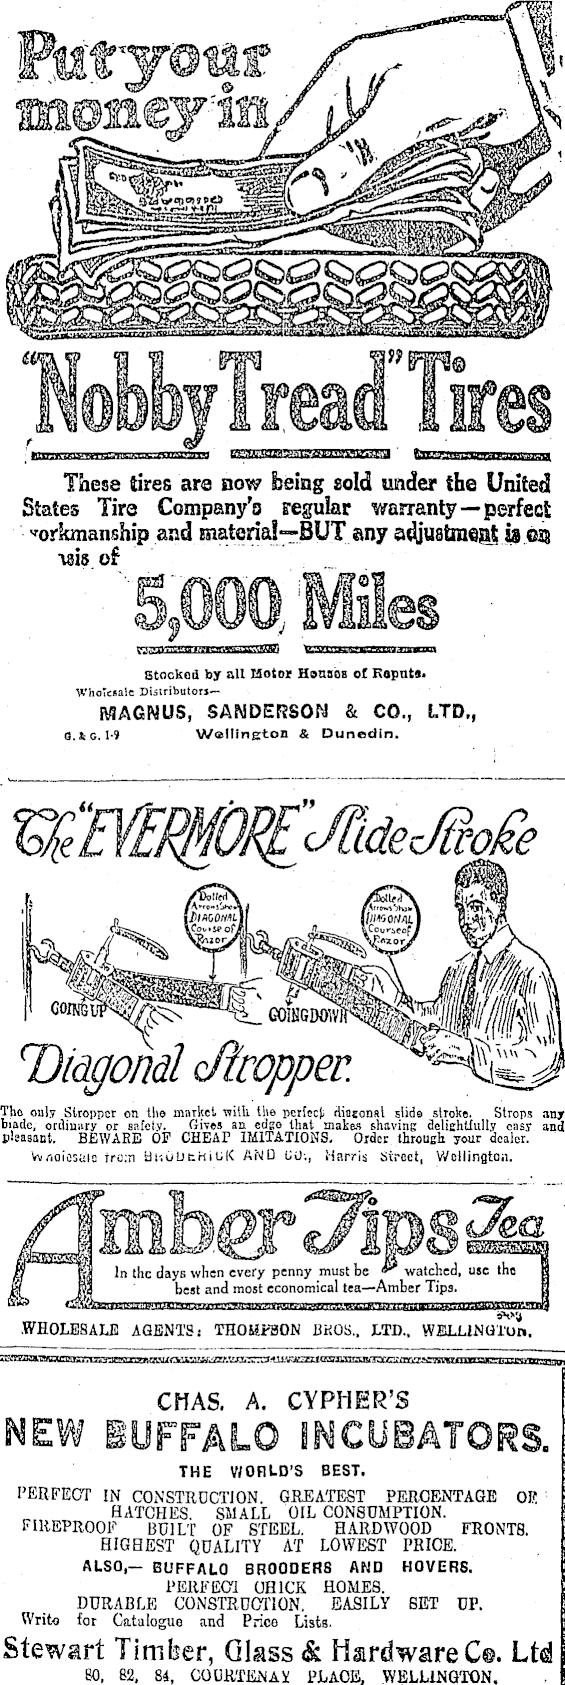 Put your
money in
"Nobby Tread" Tires
These tires are now being sold under the United
States Tire Company's regular warranty—perfect
workmanship and material—BUT any adjustment is on
of
5,000 Miles
Stocked by all Motor Houses of Repute.
Wholesale Distributors—
MAGNUS, SANDERSON & CO., LTD.,
G. & G. 1-9 Wellington & Dunedin.
The "EVERMORE" Slide-Stroke
Dotted
Arrows Show
DIAGONAL
Course of
Razor
Dotted
Arrows Show
DIAGONAL
Course of
Razor
GOING UP
GOING DOWN
Diagonal Stropper.
The only Stropper on the market with the perfect diagonal slide stroke. Strops any
blade, ordinary or safety. Gives an edge that makes shaving delightfully easy and
pleasant. BEWARE OF CHEAP IMITATIONS. Order through your dealer.
Wholesale from BRODERICK AND CO., Harris Street, Wellington.
Amber Tips Tea
In the days when every penny must be watched, use the
best and most economical tea—Amber Tips.
WHOLESALE AGENTS: THOMPSON BROS., LTD., WELLINGTON.
CHAS. A. CYPHER'S
NEW BUFFALO INCUBATORS.
THE WORLD'S BEST.
PERFECT IN CONSTRUCTION. GREATEST PERCENTAGE OF
HATCHES. SMALL OIL CONSUMPTION.
FIREPROOF BUILT OF STEEL. HARDWOOD FRONTS.
HIGHEST QUALITY AT LOWEST PRICE.
ALSO,— BUFFALO BROODERS AND HOVERS.
PERFECT CHICK HOMES.
DURABLE CONSTRUCTION. EASILY SET UP.
Write for Catalogue and Price Lists.
Stewart Timber, Glass & Hardware Co. Ltd
80, 82, 84, COURTENAY PLACE, WELLINGTON.